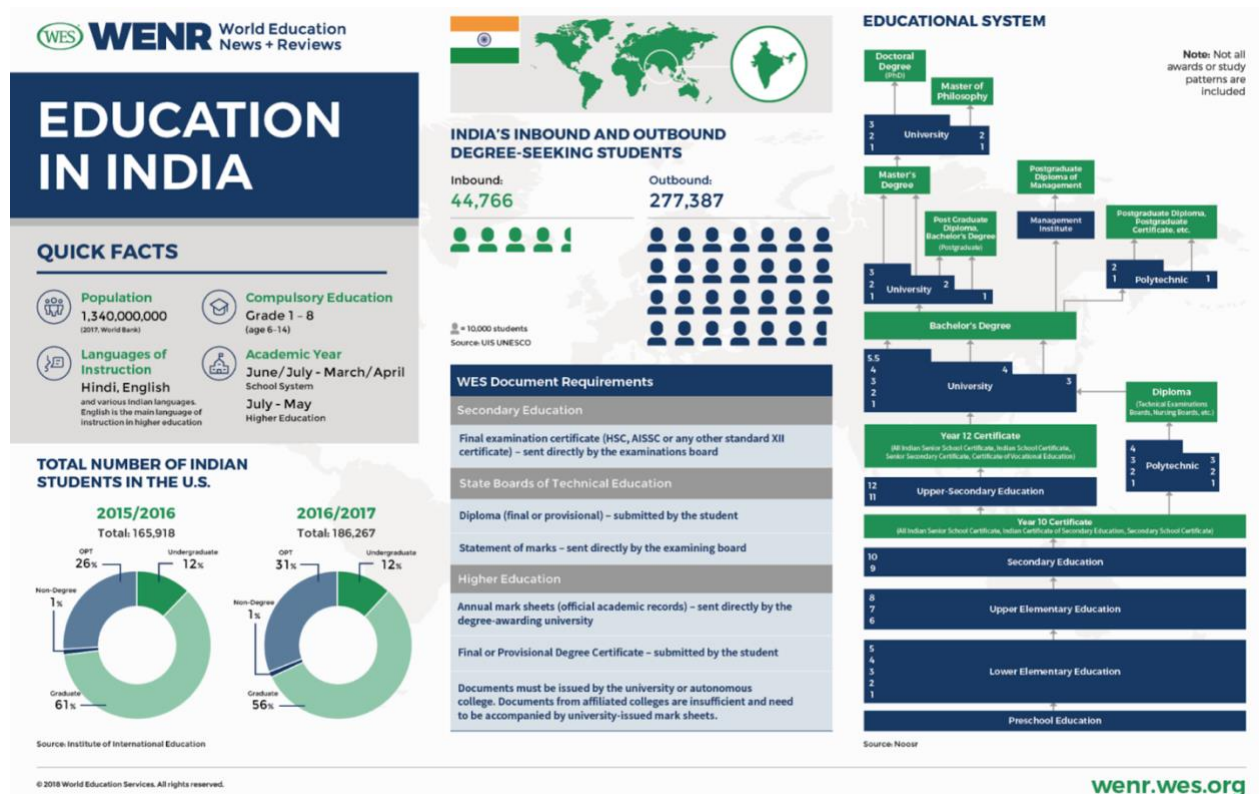 WES WENR World Education
News + Reviews
EDUCATION
IN INDIA
QUICK FACTS
Population
1,340,000,000
(2017, World Bank)
Compulsory Education
Grade 1 – 8
(age 6-14)
Languages of
Instruction
Hindi, English
and various Indian languages.
English is the main language of
instruction in higher education
Academic Year
June/July - March/April
School System
July - May
Higher Education
TOTAL NUMBER OF INDIAN
STUDENTS IN THE U.S.
2015/2016
Total: 165,918
OPT
26%
Undergraduate
12%
Non-Degree
1%
Graduate
61%
2016/2017
Total: 186,267
OPT
31%
Undergraduate
12%
Non-Degree
1%
Graduate
56%
Source: Institute of International Education
© 2018 World Education Services. All rights reserved.
INDIA'S INBOUND AND OUTBOUND
DEGREE-SEEKING STUDENTS
Inbound:
44,766
Outbound:
277,387
= 10,000 students
Source: UIS UNESCO
WES Document Requirements
Secondary Education
Final examination certificate (HSC, AISSC or any other standard XII
certificate) – sent directly by the examinations board
State Boards of Technical Education
Diploma (final or provisional) – submitted by the student
Statement of marks – sent directly by the examining board
Higher Education
Annual mark sheets (official academic records) – sent directly by the
degree-awarding university
Final or Provisional Degree Certificate – submitted by the student
Documents must be issued by the university or autonomous
college. Documents from affiliated colleges are insufficient and need
to be accompanied by university-issued mark sheets.
EDUCATIONAL SYSTEM
Note: Not all
awards or study
patterns are
included
Doctoral
Degree
(PhD)
Master of
Philosophy
3
2
1
University
2
1
Master's
Degree
Postgraduate
Diploma of
Management
Post Graduate
Diploma,
Bachelor's Degree
(Postgraduate)
Management
Institute
Postgraduate Diploma,
Postgraduate
Certificate, etc.
3
2
1
University
2
1
2
1
Polytechnic
1
Bachelor's Degree
5.5
4
3
2
1
University
4
3
Diploma
(Technical Examinations
Boards, Nursing Boards, etc.)
Year 12 Certificate
(All Indian Senior School Certificate, Indian School Certificate,
Senior Secondary Certificate, Certificate of Vocational Education)
4
3
2
1
Polytechnic
3
2
1
12
11
Upper-Secondary Education
Year 10 Certificate
(All Indian Senior School Certificate, Indian Certificate of Secondary Education, Secondary School Certificate)
10
9
Secondary Education
8
7
6
Upper Elementary Education
5
4
3
2
1
Lower Elementary Education
Preschool Education
Source: Noosr
wenr.wes.org